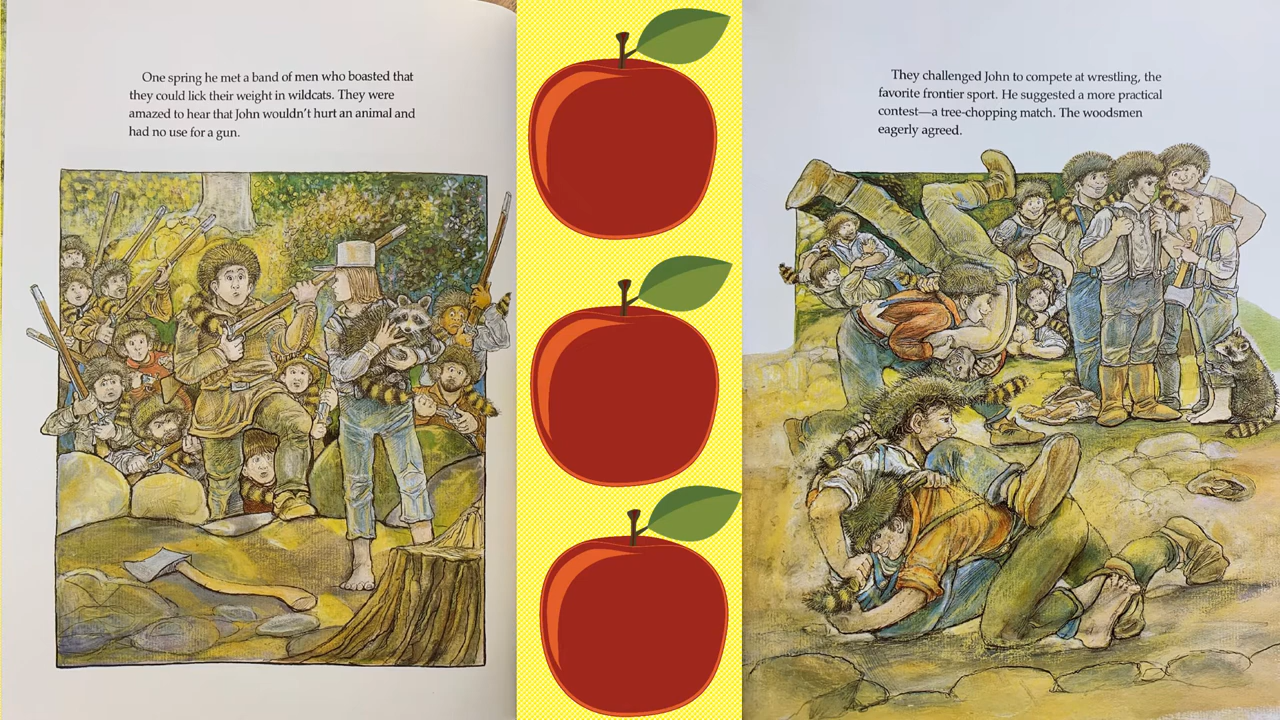 One spring he met a band of men who boasted that
they could lick their weight in wildcats. They were
amazed to hear that John wouldn't hurt an animal and
had no use for a gun.
They challenged John to compete at wrestling, the
favorite frontier sport. He suggested a more practical
contest—a tree-chopping match. The woodsmen
eagerly agreed.